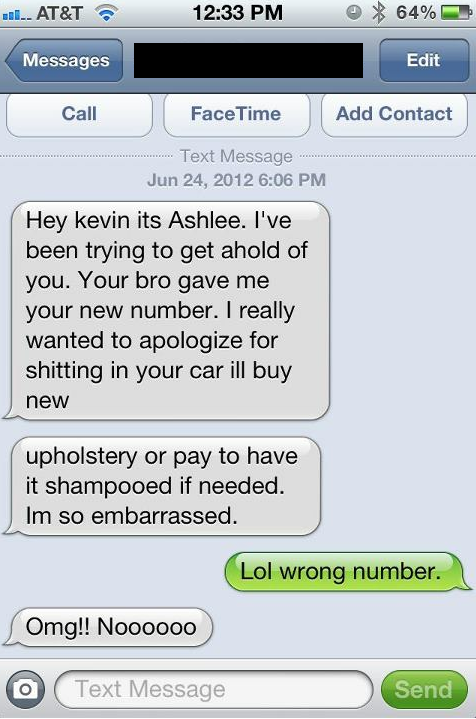 AT&T 12:33 PM 64%
Messages Edit
Call FaceTime Add Contact
Text Message
Jun 24, 2012 6:06 PM
Hey kevin its Ashlee. I've
been trying to get ahold of
you. Your bro gave me
your new number. I really
wanted to apologize for
shitting in your car ill buy
new
upholstery or pay to have
it shampooed if needed.
Im so embarrassed.
Lol wrong number.
Omg!! Noooooo
Text Message Send